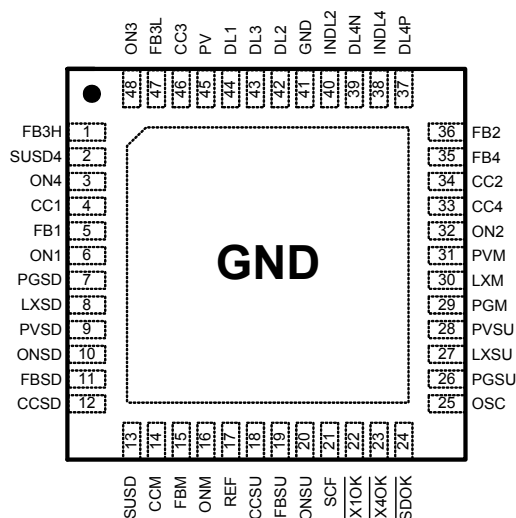 ON3 FB3L CC3 PV DL1 DL3 DL2 GND INDL2 DL4N INDL4 DL4P
48 47 46 45 44 43 42 41 40 39 38 37
FB3H 1
SUSD4 2
ON4 3
CC1 4
FB1 5
ON1 6
PGSD 7
LXSD 8
PVSD 9
ONSD 10
FBSD 11
CCSD 12
GND
36 FB2
35 FB4
34 CC2
33 CC4
32 ON2
31 PVM
30 LXM
29 PGM
28 PVSU
27 LXSU
26 PGSU
25 OSC
13 14 15 16 17 18 19 20 21 22 23 24
SUSD CCM FBM ONM REF CCSU FBSU ONSU SCF X1OK X4OK SDOK